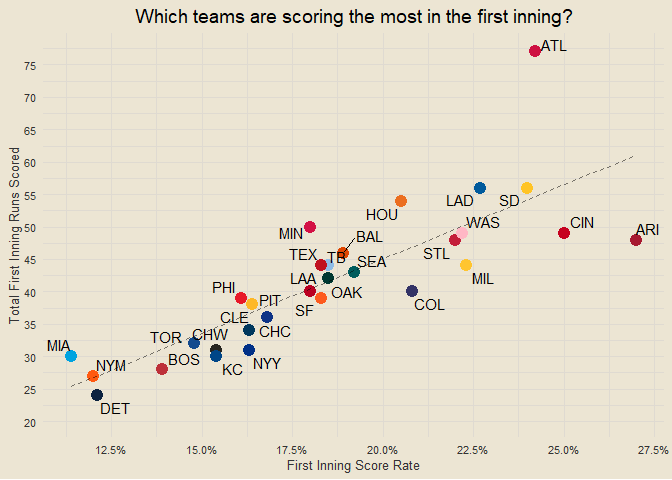 Which teams are scoring the most in the first inning?
ATL
LAD
SD
HOU
WAS
CIN
ARI
MIN
BAL
STL
TEX
TB
SEA
MIL
LAA
OAK
COL
PHI
PIT
SF
CLE
CHC
TOR
CHW
MIA
BOS
KC
NYY
NYM
DET
Total First Inning Runs Scored
75
70
65
60
55
50
45
40
35
30
25
20
12.5%
15.0%
17.5%
20.0%
22.5%
25.0%
27.5%
First Inning Score Rate